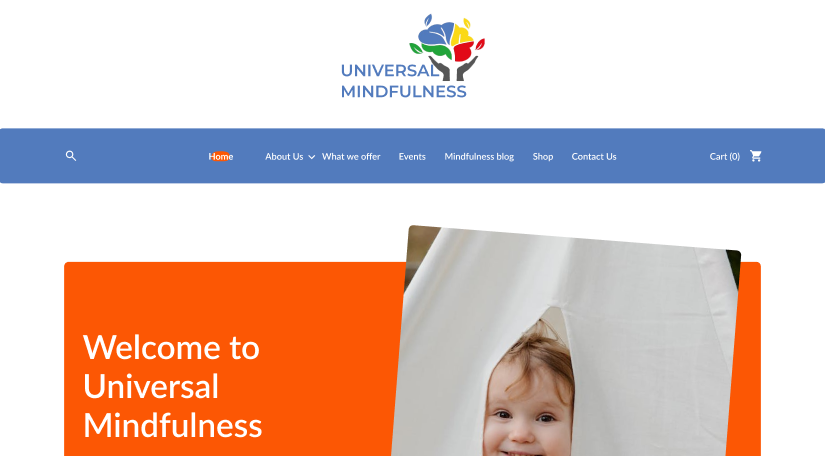 UNIVERSAL
MINDFULNESS
Home About Us What we offer Events Mindfulness blog Shop Contact Us Cart (0)
Welcome to
Universal
Mindfulness